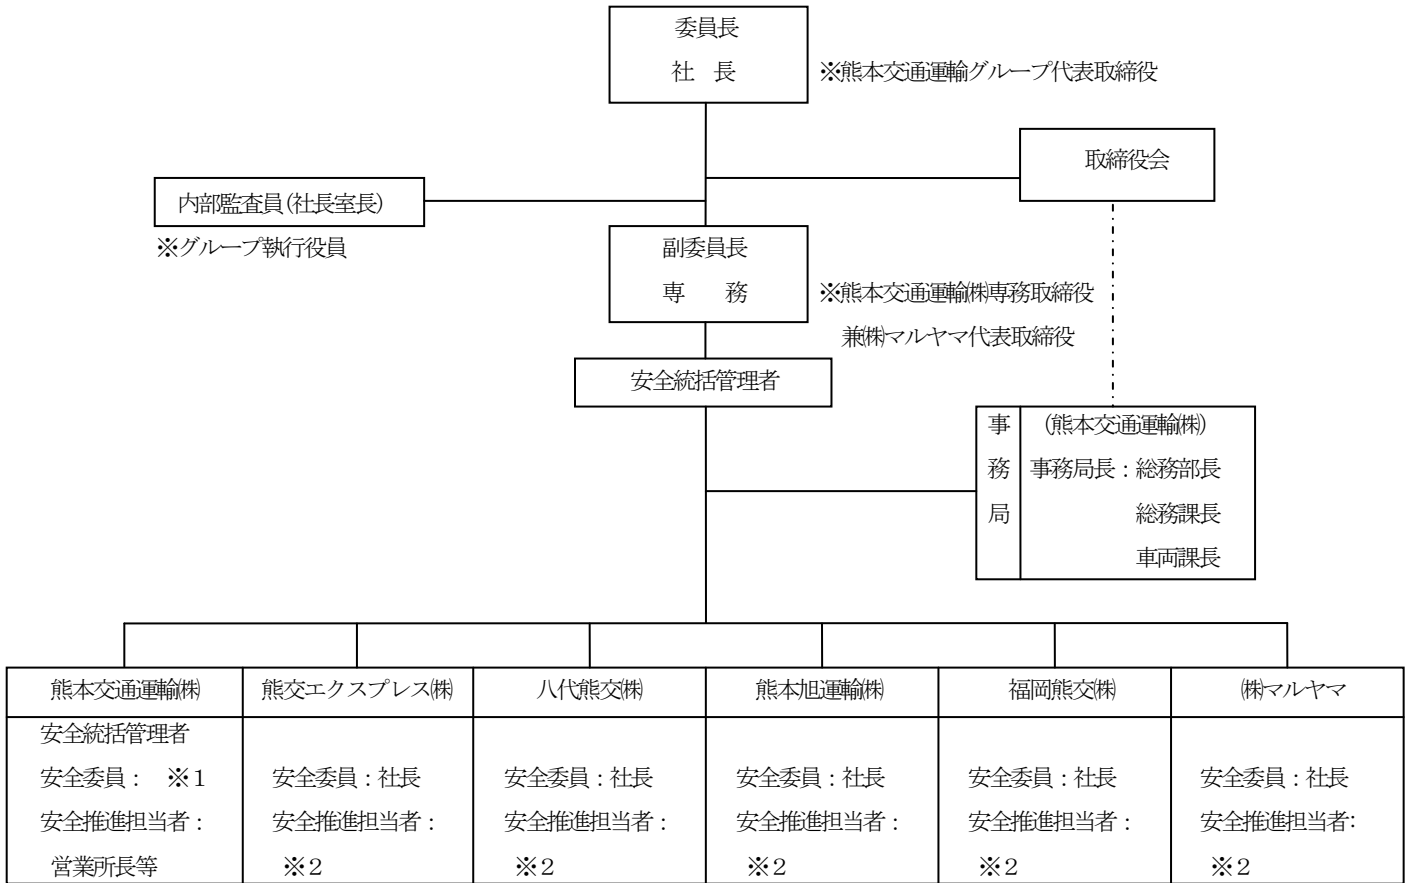 委員長
社　長
※熊本交通運輸グループ代表取締役
取締役会
内部監査員(社長室長)
※グループ執行役員
副委員長
専　　務
※熊本交通運輸㈱専務取締役
兼㈱マルヤマ代表取締役
安全統括管理者
事務局
(熊本交通運輸㈱)
事務局長：総務部長
総務課長
車両課長
熊本交通運輸㈱
安全統括管理者
安全委員：　※１
安全推進担当者：
営業所長等
熊交エクスプレス㈱
安全委員：社長
安全推進担当者：
※２
八代熊交㈱
安全委員：社長
安全推進担当者：
※２
熊本旭運輸㈱
安全委員：社長
安全推進担当者：
※２
福岡熊交㈱
安全委員：社長
安全推進担当者：
※２
㈱マルヤマ
安全委員：社長
安全推進担当者:
※２